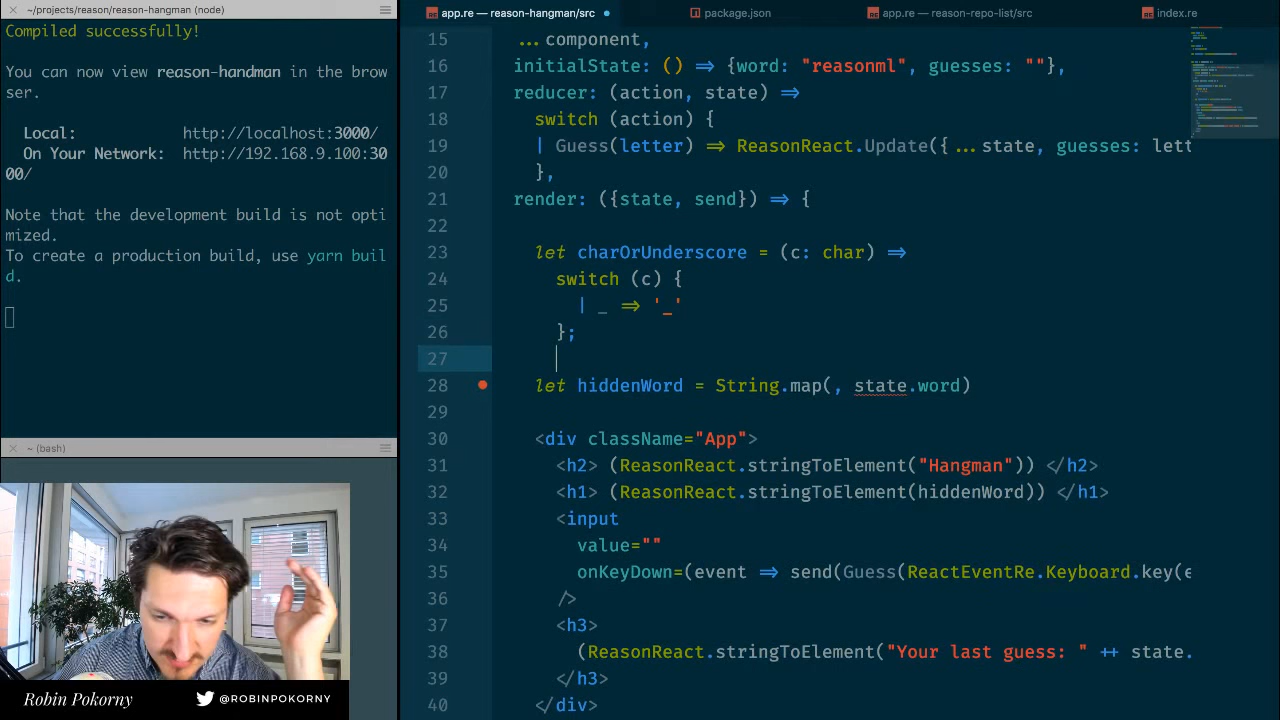 ~/projects/reason/reason-hangman (node)
Compiled successfully!
You can now view reason-handman in the brow
ser.
Local: http://localhost:3000/
On Your Network: http://192.168.9.100:30
00/
Note that the development build is not opti
mized.
To create a production build, use yarn buil
d.
~ (bash)
Robin Pokorny
@ROBINPOKORNY
app.re — reason-hangman/src
package.json
app.re — reason-repo-list/src
index.re
15 ...component,
16 initialState: () => {word: "reasonml", guesses: ""},
17 reducer: (action, state) =>
18 switch (action) {
19 | Guess(letter) => ReasonReact.Update({...state, guesses: lett
20 },
21 render: ({state, send}) => {
22
23 let charOrUnderscore = (c: char) =>
24 switch (c) {
25 | _ => '_'
26 };
27
28 let hiddenWord = String.map(, state.word)
29
30 <div className="App">
31 <h2> (ReasonReact.stringToElement("Hangman")) </h2>
32 <h1> (ReasonReact.stringToElement(hiddenWord)) </h1>
33 <input
34 value=""
35 onKeyDown=(event => send(Guess(ReactEventRe.Keyboard.key(e
36 />
37 <h3>
38 (ReasonReact.stringToElement("Your last guess: " ++ state.
39 </h3>
40 </div>